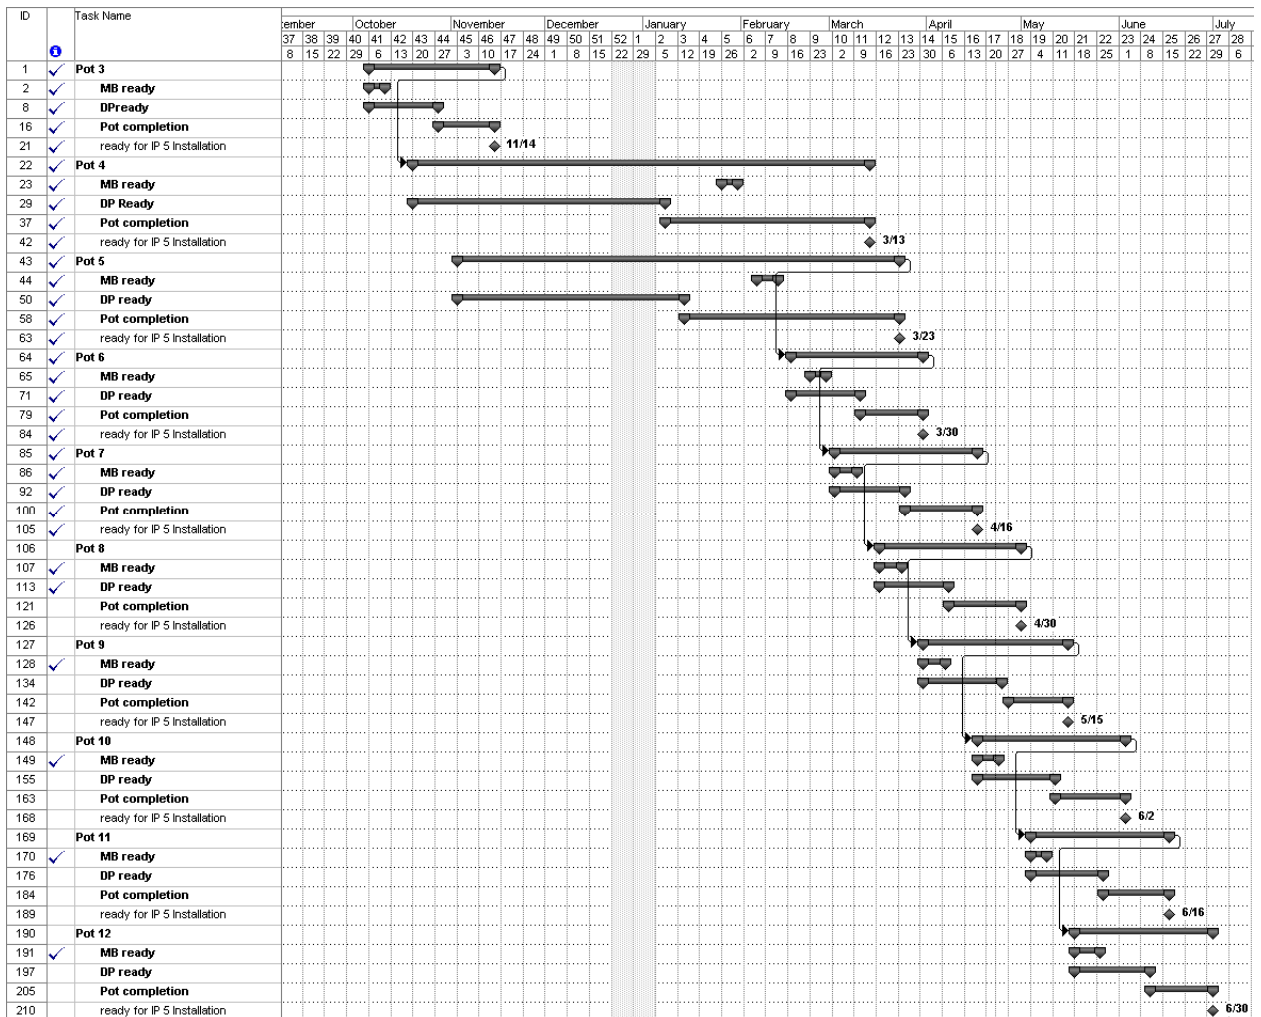 ID Task Name
tember October November December January February March April May June July
37 38 39 40 41 42 43 44 45 46 47 48 49 50 51 52 1 2 3 4 5 6 7 8 9 10 11 12 13 14 15 16 17 18 19 20 21 22 23 24 25 26 27 28
8 15 22 29 6 13 20 27 3 10 17 24 1 8 15 22 29 5 12 19 26 2 9 16 23 2 9 16 23 30 6 13 20 27 4 11 18 25 1 8 15 22 29 6
1 Pot 3
2 MB ready
8 DPready
16 Pot completion
21 ready for IP 5 Installation 11/14
22 Pot 4
23 MB ready
29 DP Ready
37 Pot completion
42 ready for IP 5 Installation 3/13
43 Pot 5
44 MB ready
50 DP ready
58 Pot completion
63 ready for IP 5 Installation 3/23
64 Pot 6
65 MB ready
71 DP ready
79 Pot completion
84 ready for IP 5 Installation 3/30
85 Pot 7
86 MB ready
92 DP ready
100 Pot completion
105 ready for IP 5 Installation 4/16
106 Pot 8
107 MB ready
113 DP ready
121 Pot completion
126 ready for IP 5 Installation 4/30
127 Pot 9
128 MB ready
134 DP ready
142 Pot completion
147 ready for IP 5 Installation 5/15
148 Pot 10
149 MB ready
155 DP ready
163 Pot completion
168 ready for IP 5 Installation 6/2
169 Pot 11
170 MB ready
176 DP ready
184 Pot completion
189 ready for IP 5 Installation 6/16
190 Pot 12
191 MB ready
197 DP ready
205 Pot completion
210 ready for IP 5 Installation 6/30